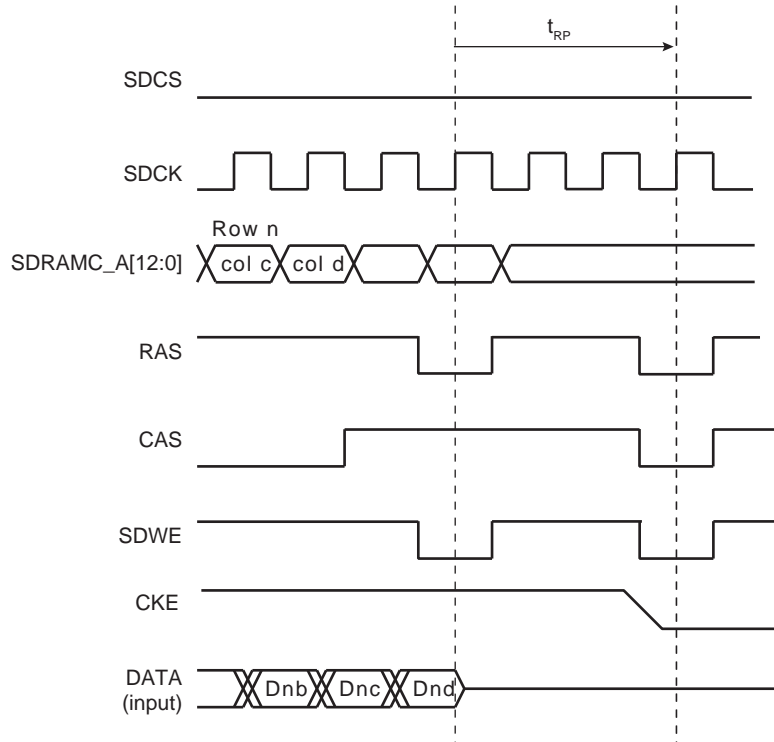 tRP
SDCS
SDCK
Row n
SDRAMC_A[12:0]
col c
col d
RAS
CAS
SDWE
CKE
DATA
(input)
Dnb
Dnc
Dnd